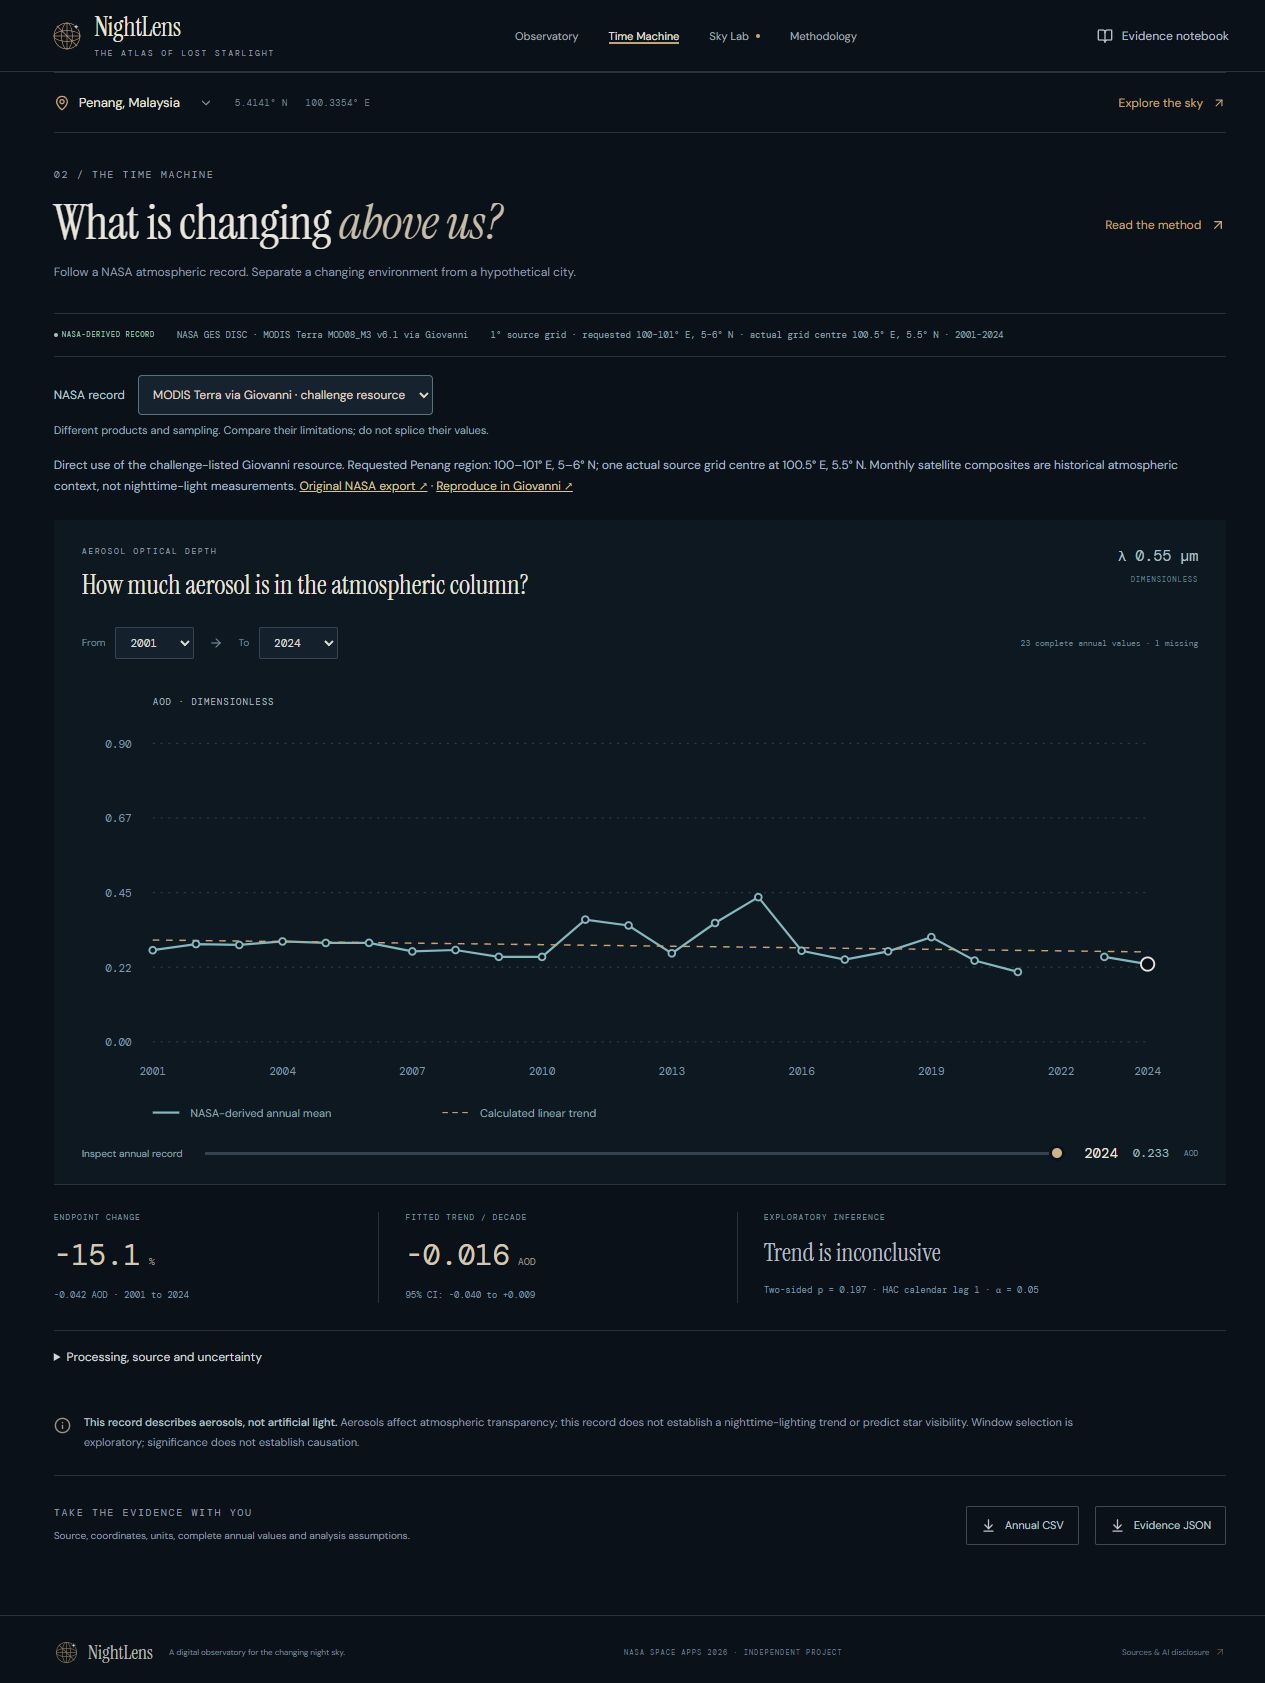 NightLens
THE ATLAS OF LOST STARLIGHT
Observatory
Time Machine
Sky Lab
Methodology
Evidence notebook
Penang, Malaysia
5.4141° N 100.3354° E
Explore the sky
02 / THE TIME MACHINE
What is changing above us?
Read the method
Follow a NASA atmospheric record. Separate a changing environment from a hypothetical city.
NASA-DERIVED RECORD
NASA GES DISC · MODIS Terra MOD08_M3 v6.1 via Giovanni
1° source grid · requested 100–101° E, 5–6° N · actual grid centre 100.5° E, 5.5° N · 2001–2024
NASA record
MODIS Terra via Giovanni · challenge resource
Different products and sampling. Compare their limitations; do not splice their values.
Direct use of the challenge-listed Giovanni resource. Requested Penang region: 100–101° E, 5–6° N; one actual source grid centre at 100.5° E, 5.5° N. Monthly satellite composites are historical atmospheric
context, not nighttime-light measurements. Original NASA export ↗ · Reproduce in Giovanni ↗
AEROSOL OPTICAL DEPTH
λ 0.55 µm
How much aerosol is in the atmospheric column?
DIMENSIONLESS
From
2001
→
To
2024
23 complete annual values · 1 missing
AOD · DIMENSIONLESS
0.90
0.67
0.45
0.22
0.00
2001 2004 2007 2010 2013 2016 2019 2022 2024
NASA-derived annual mean
Calculated linear trend
Inspect annual record
2024 0.233 AOD
ENDPOINT CHANGE
-15.1 %
-0.042 AOD · 2001 to 2024
FITTED TREND / DECADE
-0.016 AOD
95% CI: -0.040 to +0.009
EXPLORATORY INFERENCE
Trend is inconclusive
Two-sided p = 0.197 · HAC calendar lag 1 · α = 0.05
Processing, source and uncertainty
This record describes aerosols, not artificial light. Aerosols affect atmospheric transparency; this record does not establish a nighttime-lighting trend or predict star visibility. Window selection is
exploratory; significance does not establish causation.
TAKE THE EVIDENCE WITH YOU
Source, coordinates, units, complete annual values and analysis assumptions.
Annual CSV
Evidence JSON
NightLens
A digital observatory for the changing night sky.
NASA SPACE APPS 2026 · INDEPENDENT PROJECT
Sources & AI disclosure